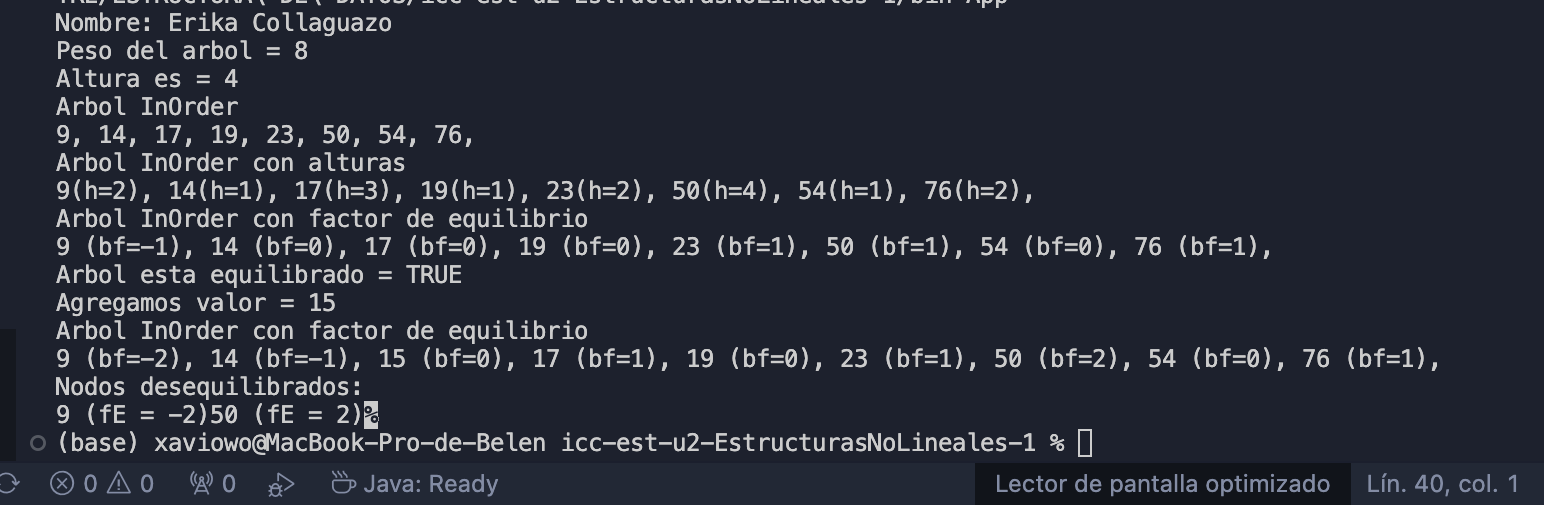 Nombre: Erika Collaguazo
Peso del arbol = 8
Altura es = 4
Arbol InOrder
9, 14, 17, 19, 23, 50, 54, 76,
Arbol InOrder con alturas
9(h=2), 14(h=1), 17(h=3), 19(h=1), 23(h=2), 50(h=4), 54(h=1), 76(h=2),
Arbol InOrder con factor de equilibrio
9 (bf=-1), 14 (bf=0), 17 (bf=0), 19 (bf=0), 23 (bf=1), 50 (bf=1), 54 (bf=0), 76 (bf=1),
Arbol esta equilibrado = TRUE
Agregamos valor = 15
Arbol InOrder con factor de equilibrio
9 (bf=-2), 14 (bf=-1), 15 (bf=0), 17 (bf=1), 19 (bf=0), 23 (bf=1), 50 (bf=2), 54 (bf=0), 76 (bf=1),
Nodos desequilibrados:
9 (fE = -2)50 (fE = 2)%
(base) xaviowo@MacBook-Pro-de-Belen icc-est-u2-EstructurasNoLineales-1 %
0 0 0 Java: Ready Lector de pantalla optimizado Lín. 40, col. 1